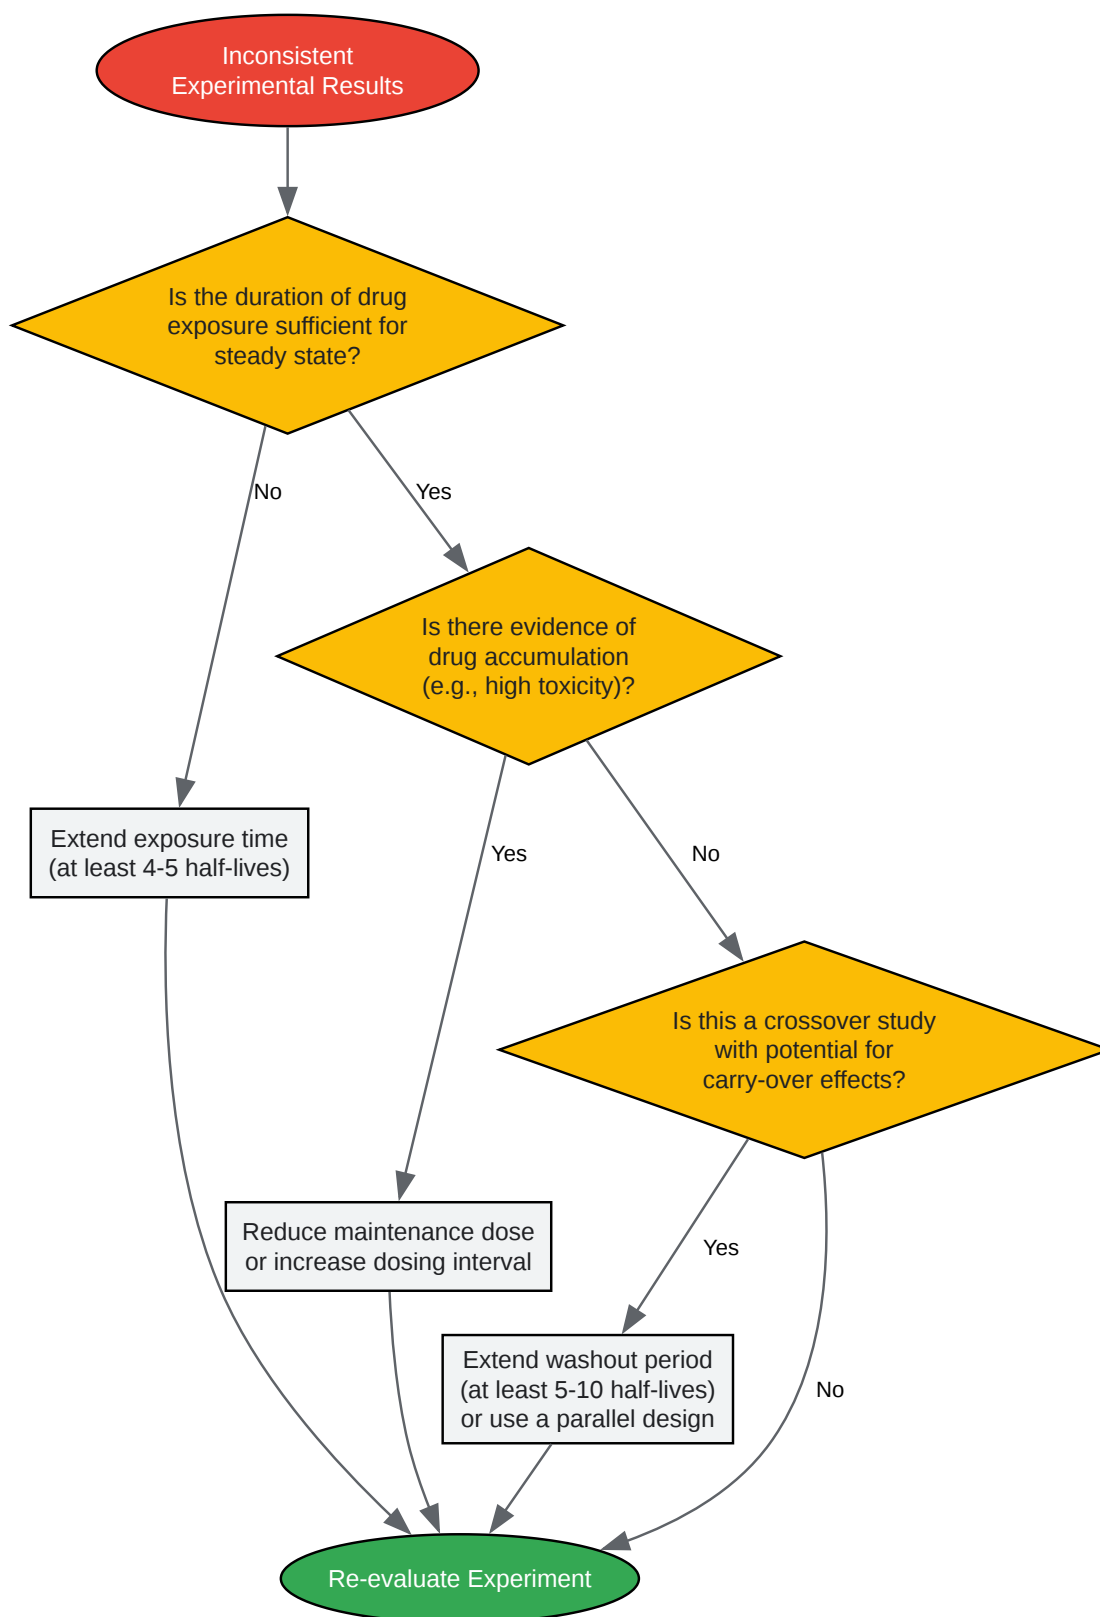 Inconsistent
Experimental Results
Is the duration of drug
exposure sufficient for
steady state?
No
Yes
Is there evidence of
drug accumulation
(e.g., high toxicity)?
Extend exposure time
(at least 4-5 half-lives)
Yes
No
Is this a crossover study
with potential for
carry-over effects?
Reduce maintenance dose
or increase dosing interval
Yes
Extend washout period
(at least 5-10 half-lives)
or use a parallel design
No
Re-evaluate Experiment